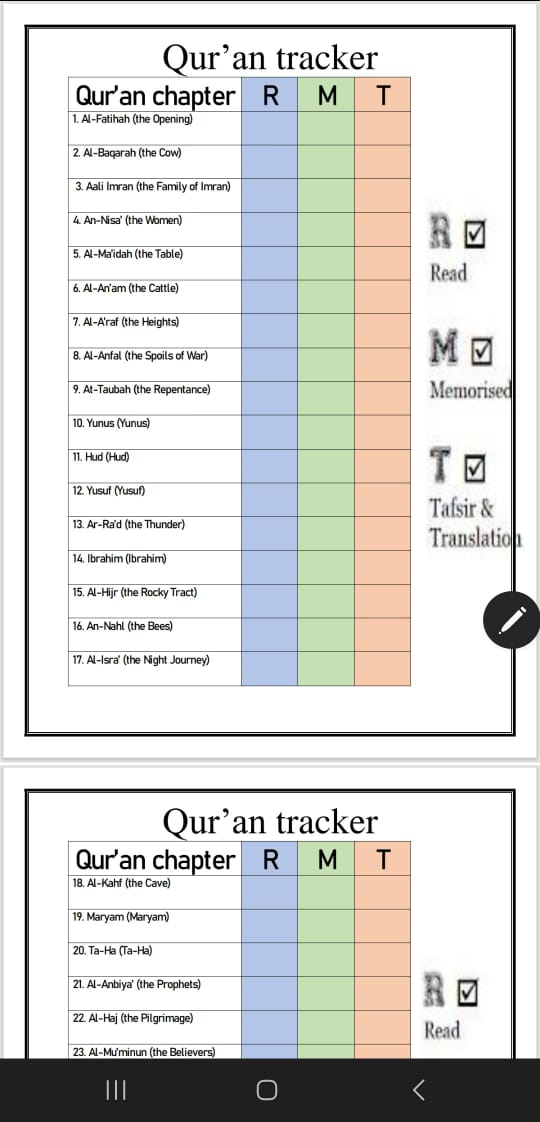 Qur'an tracker
Qur'an chapter R M T
1. Al-Fatihah (the Opening)
2. Al-Baqarah (the Cow)
3. Aali Imran (the Family of Imran)
4. An-Nisa' (the Women)
5. Al-Ma'idah (the Table)
6. Al-An'am (the Cattle)
7. Al-A'raf (the Heights)
8. Al-Anfal (the Spoils of War)
9. At-Taubah (the Repentance)
10. Yunus (Yunus)
11. Hud (Hud)
12. Yusuf (Yusuf)
13. Ar-Ra'd (the Thunder)
14. Ibrahim (Ibrahim)
15. Al-Hijr (the Rocky Tract)
16. An-Nahl (the Bees)
17. Al-Isra' (the Night Journey)
R
Read
M
Memorised
T
Tafsir &
Translation
Qur'an tracker
Qur'an chapter R M T
18. Al-Kahf (the Cave)
19. Maryam (Maryam)
20. Ta-Ha (Ta-Ha)
21. Al-Anbiya' (the Prophets)
22. Al-Haj (the Pilgrimage)
23. Al-Mu'minun (the Believers)
R
Read